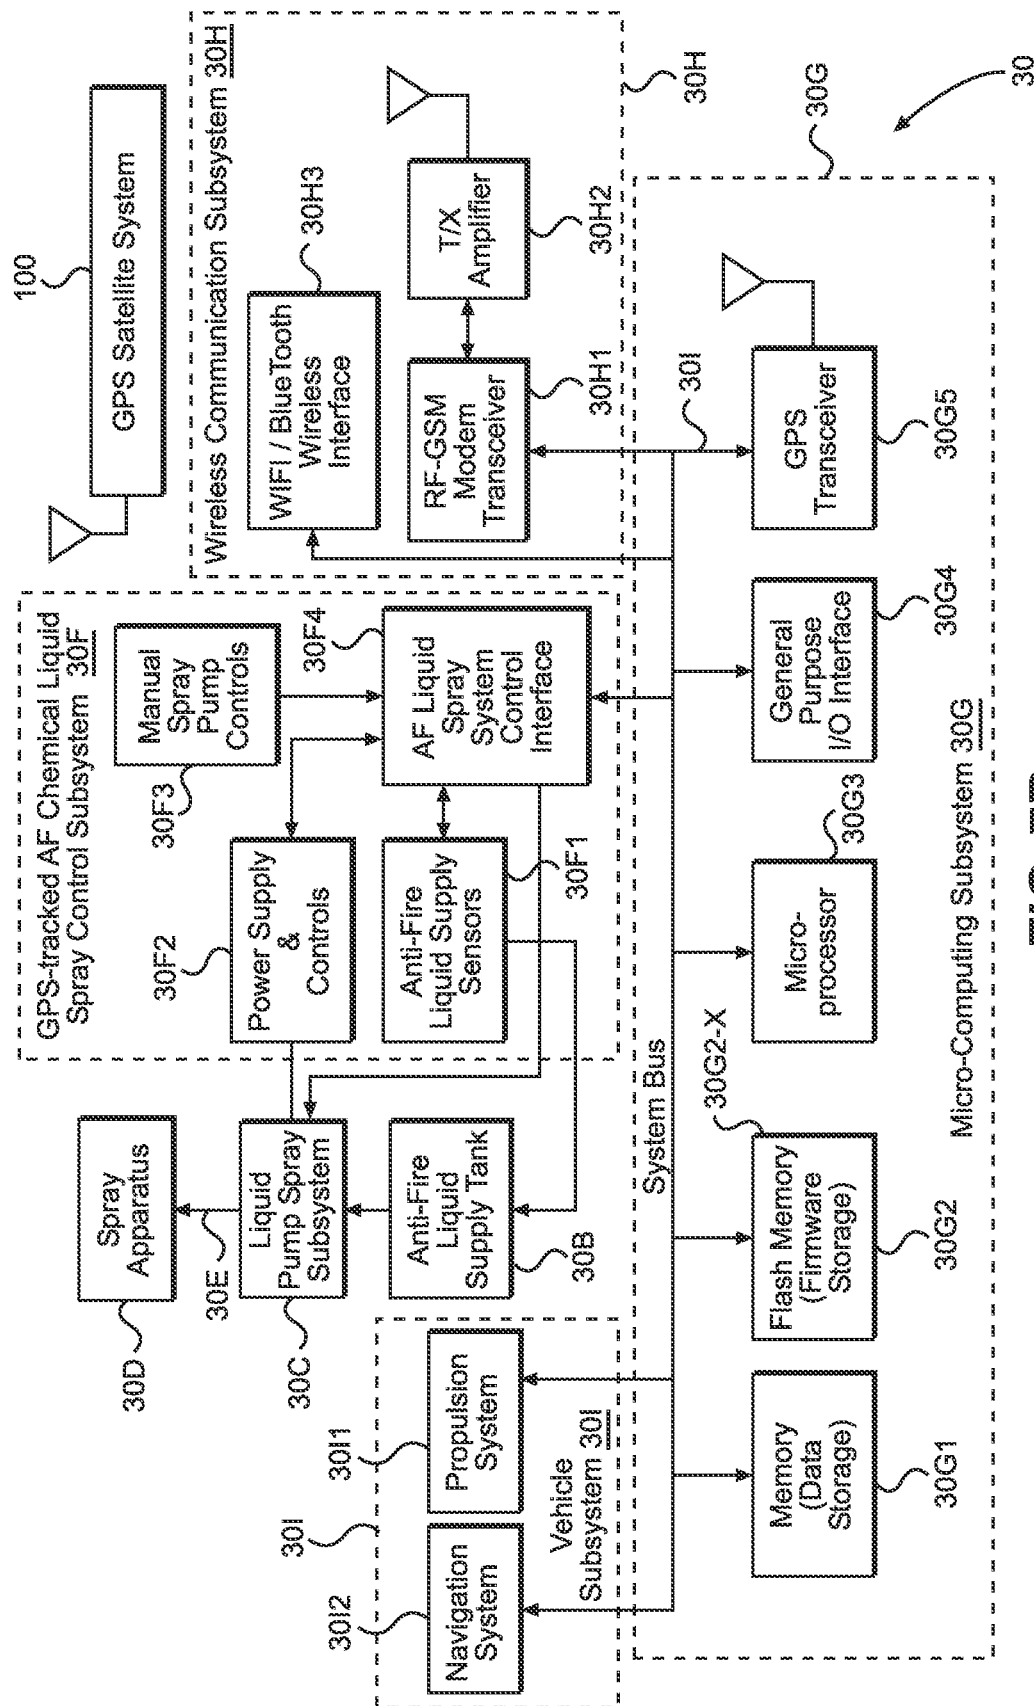 100
GPS Satellite System
GPS-tracked AF Chemical Liquid
Spray Control Subsystem 30F
Wireless Communication Subsystem 30H
30D
Spray
Apparatus
30E
30C
Liquid
Pump Spray
Subsystem
Anti-Fire
Liquid
Supply Tank
30B
30F2
Power Supply
&
Controls
Anti-Fire
Liquid Supply
Sensors
30F1
30F3
Manual
Spray
Pump
Controls
30F4
AF Liquid
Spray
System
Control
Interface
WIFI / BlueTooth
Wireless
Interface
30H3
RF-GSM
Modem
Transceiver
30H1
T/X
Amplifier
30H2
30H
30I
30I2
Navigation
System
30I1
Propulsion
System
Vehicle
Subsystem 30I
System Bus
30I
30G
30
Memory
(Data
Storage)
30G1
30G2-X
Flash Memory
(Firmware
Storage)
30G2
Micro-
processor
30G3
General
Purpose
I/O Interface
30G4
GPS
Transceiver
30G5
Micro-Computing Subsystem 30G